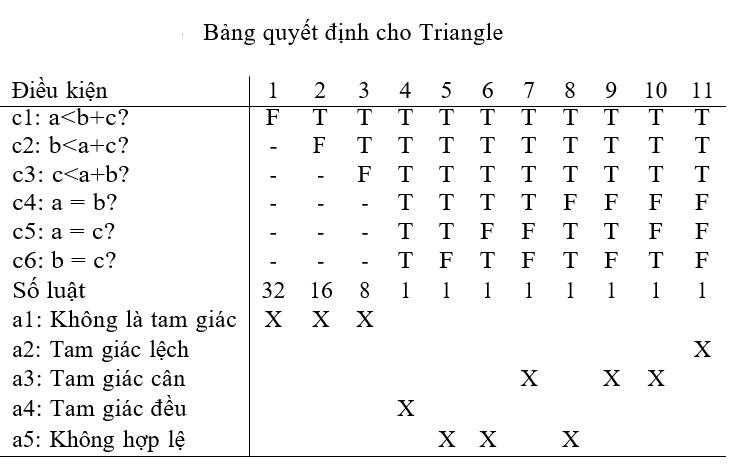 Bảng quyết định cho Triangle
Điều kiện 1 2 3 4 5 6 7 8 9 10 11
c1: a<b+c? F T T T T T T T T T T
c2: b<a+c? - F T T T T T T T T T
c3: c<a+b? - - F T T T T T T T T
c4: a = b? - - - T T T T F F F F
c5: a = c? - - - T T F F T T F F
c6: b = c? - - - T F T F T F T F
Số luật 32 16 8 1 1 1 1 1 1 1 1
a1: Không là tam giác X X X
a2: Tam giác lệch X
a3: Tam giác cân X X X
a4: Tam giác đều X
a5: Không hợp lệ X X X